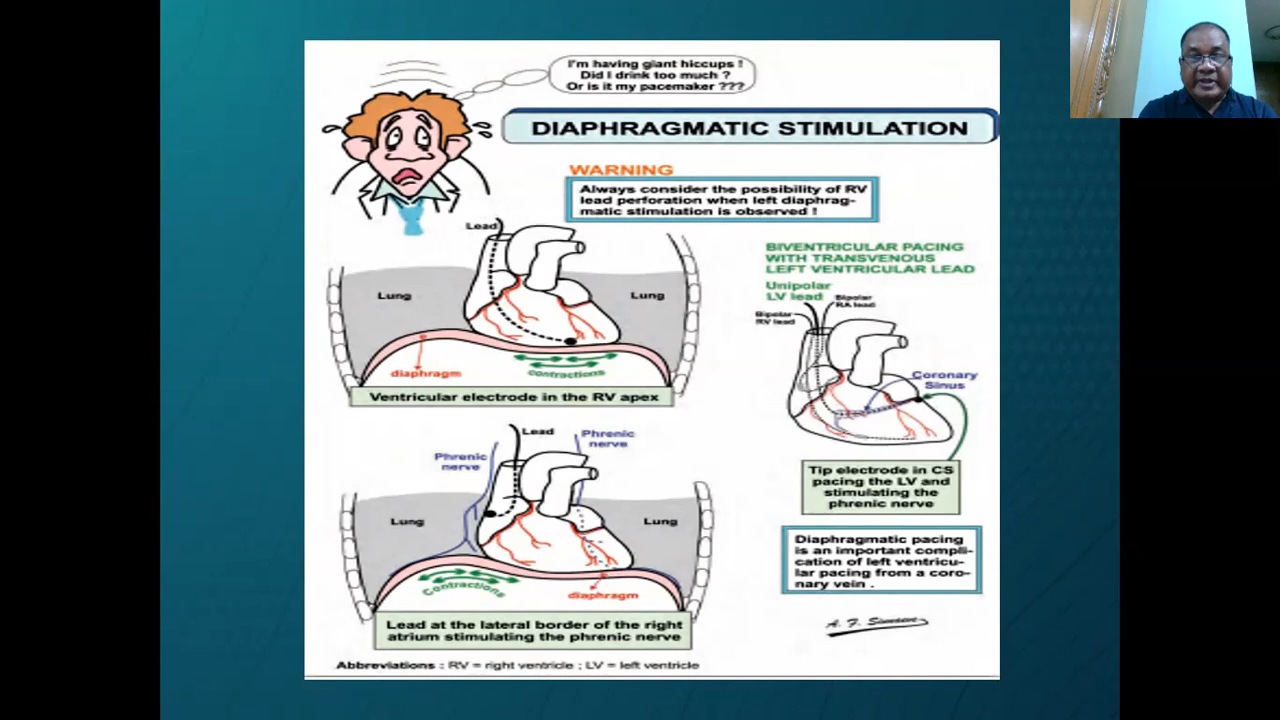 I'm having giant hiccups !
Did I drink too much ?
Or is it my pacemaker ???
DIAPHRAGMATIC STIMULATION
WARNING
Always consider the possibility of RV
lead perforation when left diaphrag-
matic stimulation is observed !
Lead
Lung
Lung
diaphragm
contractions
Ventricular electrode in the RV apex
BIVENTRICULAR PACING
WITH TRANSVENOUS
LEFT VENTRICULAR LEAD
Unipolar
LV lead
Bipolar
RA lead
Bipolar
RV lead
Coronary
Sinus
Tip electrode in CS
pacing the LV and
stimulating the
phrenic nerve
Lead
Phrenic
nerve
Phrenic
nerve
Lung
Lung
Contractions
diaphragm
Lead at the lateral border of the right
atrium stimulating the phrenic nerve
Diaphragmatic pacing
is an important compli-
cation of left ventricu-
lar pacing from a coro-
nary vein .
Abbreviations : RV = right ventricle ; LV = left ventricle